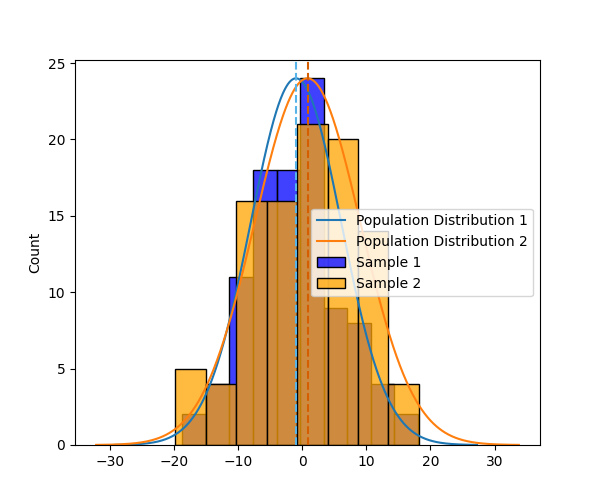 25
20
15
10
5
0
Count
Population Distribution 1
Population Distribution 2
Sample 1
Sample 2
−30 −20 −10 0 10 20 30